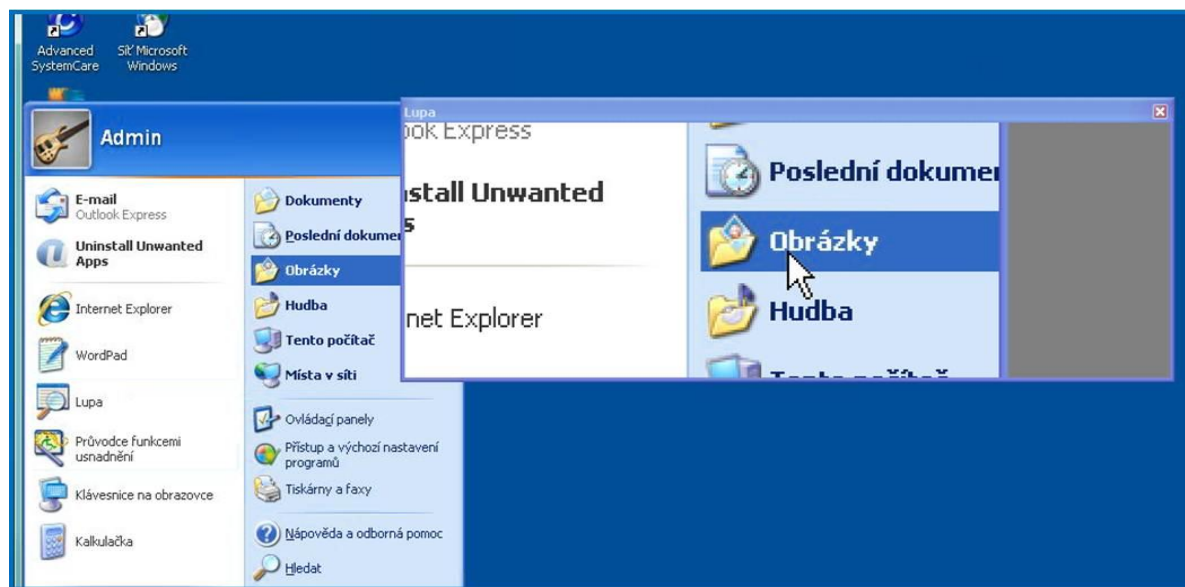 Advanced SystemCare
Síť Microsoft Windows
Admin
E-mail
Outlook Express
Uninstall Unwanted
Apps
Internet Explorer
WordPad
Lupa
Průvodce funkcemi
usnadnění
Klávesnice na obrazovce
Kalkulačka
Dokumenty
Poslední dokume
Obrázky
Hudba
Tento počítač
Místa v síti
Ovládací panely
Přístup a výchozí nastavení
programů
Tiskárny a faxy
Nápověda a odborná pomoc
Hledat
Lupa
ook Express
stall Unwanted
s
net Explorer
Poslední dokume
Obrázky
Hudba
Tento počítač